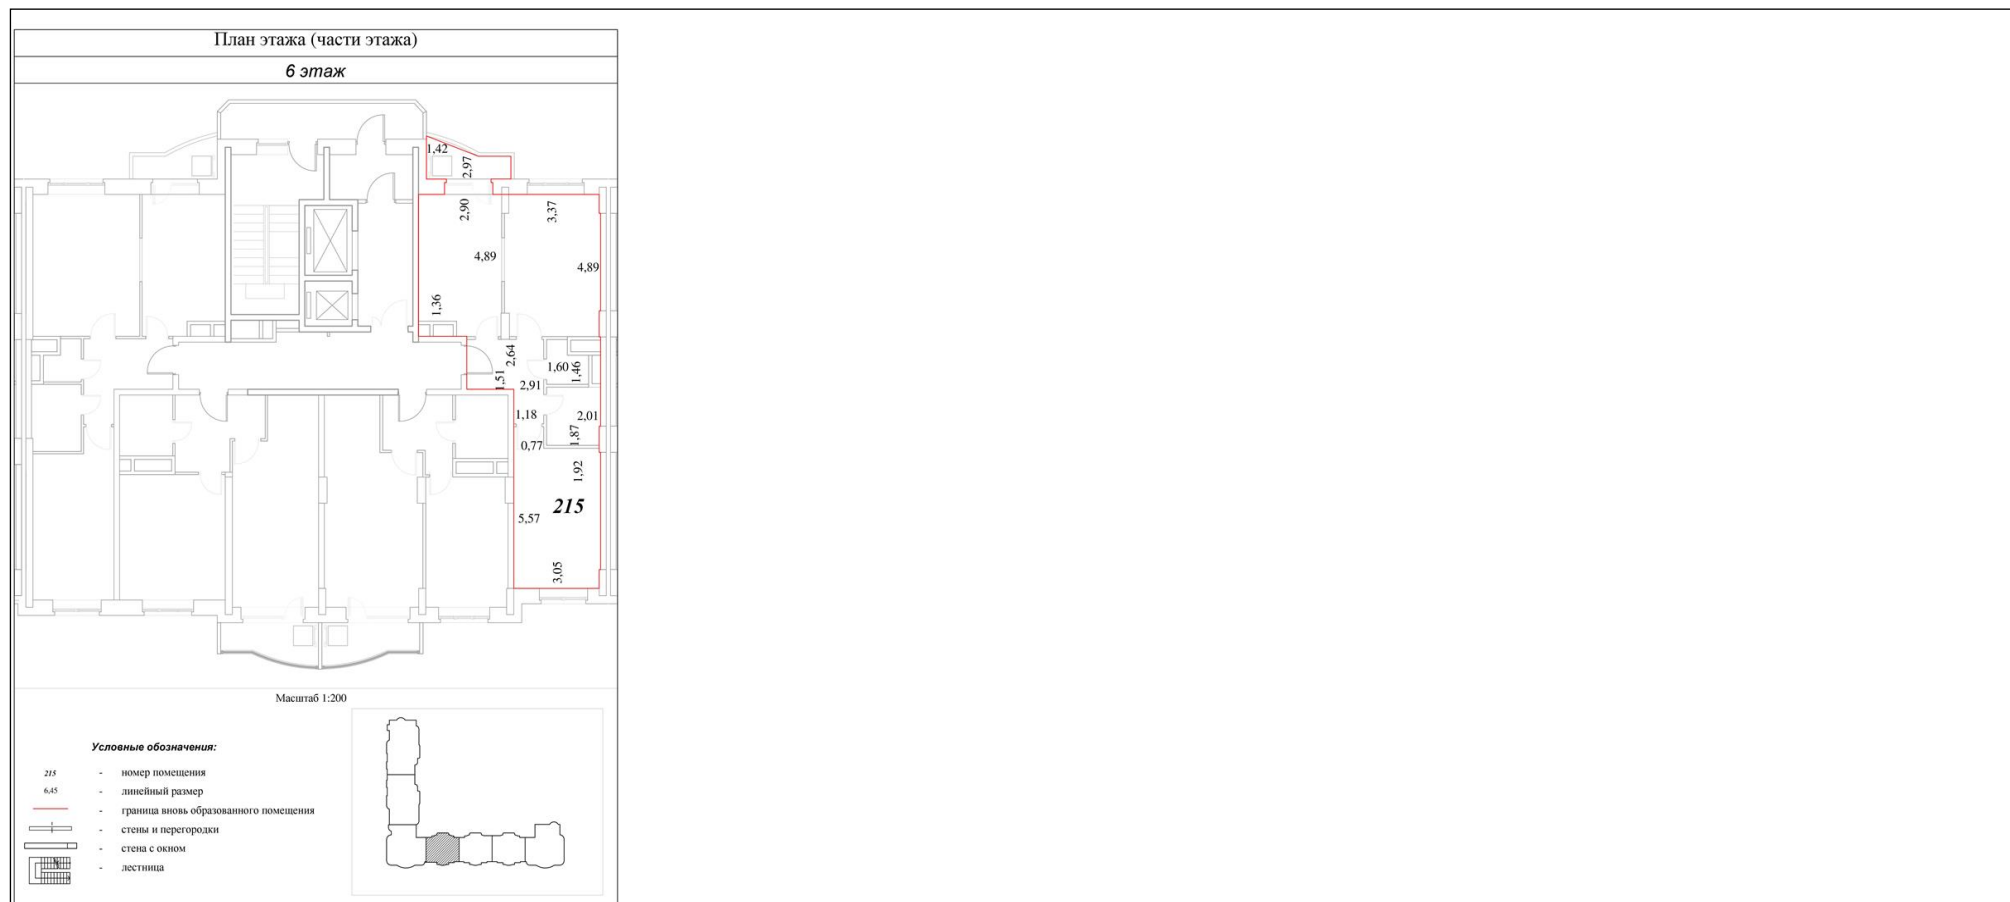 План этажа (части этажа)
6 этаж
1,42
2,97
2,90
3,37
4,89
4,89
1,36
2,64
1,60
1,46
1,51
2,91
1,18
2,01
1,87
0,77
1,92
215
5,57
3,05
Масштаб 1:200
Условные обозначения:
215 - номер помещения
6,45 - линейный размер
- граница вновь образованного помещения
- стены и перегородки
- стена с окном
- лестница